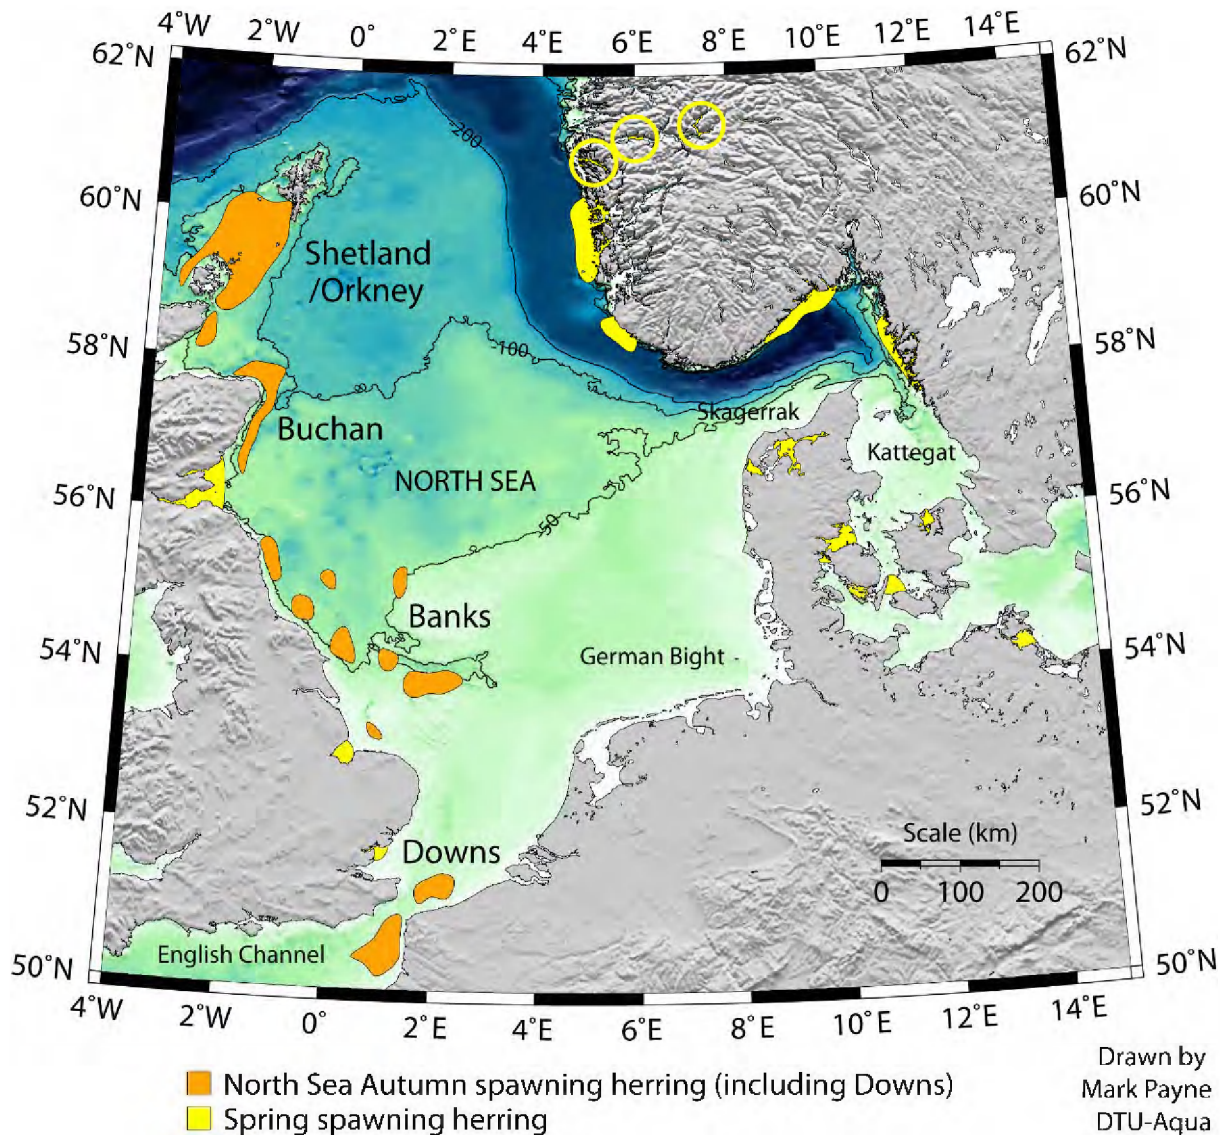 4˚W 2˚W 0˚ 2˚E 4˚E 6˚E 8˚E 10˚E 12˚E 14˚E
62˚N 62˚N
-200
60˚N 60˚N
Shetland
/Orkney
58˚N 58˚N
-100
Skagerrak
Buchan
Kattegat
NORTH SEA
56˚N 56˚N
-50
Banks
54˚N 54˚N
German Bight
52˚N 52˚N
Scale (km)
Downs
0 100 200
English Channel
50˚N 50˚N
4˚W 2˚W 0˚ 2˚E 4˚E 6˚E 8˚E 10˚E 12˚E 14˚E
North Sea Autumn spawning herring (including Downs)
Spring spawning herring
Drawn by
Mark Payne
DTU-Aqua